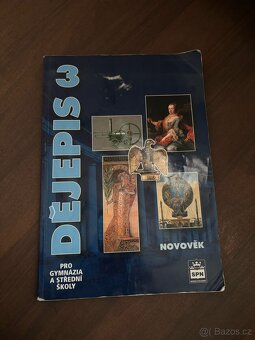 DĚJEPIS 3
PRO
GYMNÁZIA
A STŘEDNÍ
ŠKOLY
NOVOVĚK
SPN
Bazos.cz